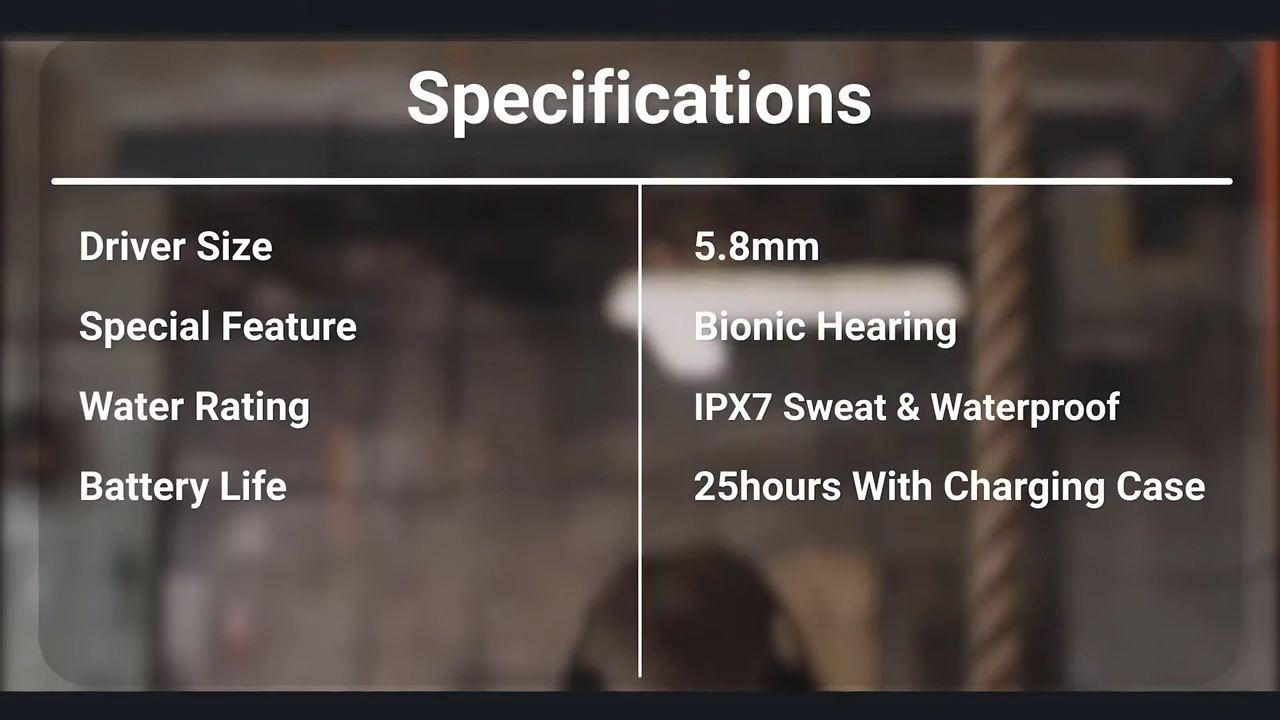 Specifications
Driver Size 5.8mm
Special Feature Bionic Hearing
Water Rating IPX7 Sweat & Waterproof
Battery Life 25hours With Charging Case